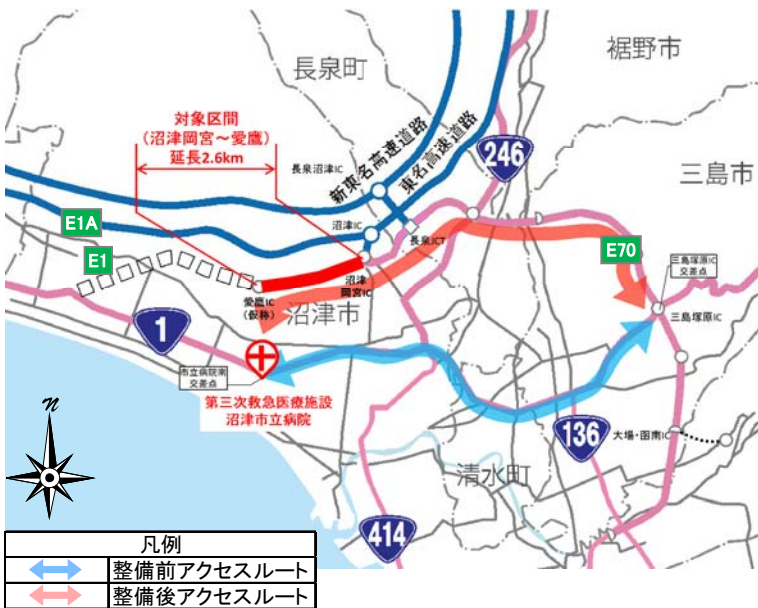 裾野市
長泉町
対象区間
(沼津岡宮～愛鷹)
延長2.6km
新東名高速道路
東名高速道路
246
長泉沼津IC
三島市
E1A
沼津IC
長泉JCT
E70
E1
三島塚原IC
交差点
沼津
岡宮IC
愛鷹IC
(仮称)
沼津市
三島塚原IC
1
市立病院南
交差点
第三次救急医療施設
沼津市立病院
N
136
大場・函南IC
清水町
414
凡例
整備前アクセスルート
整備後アクセスルート